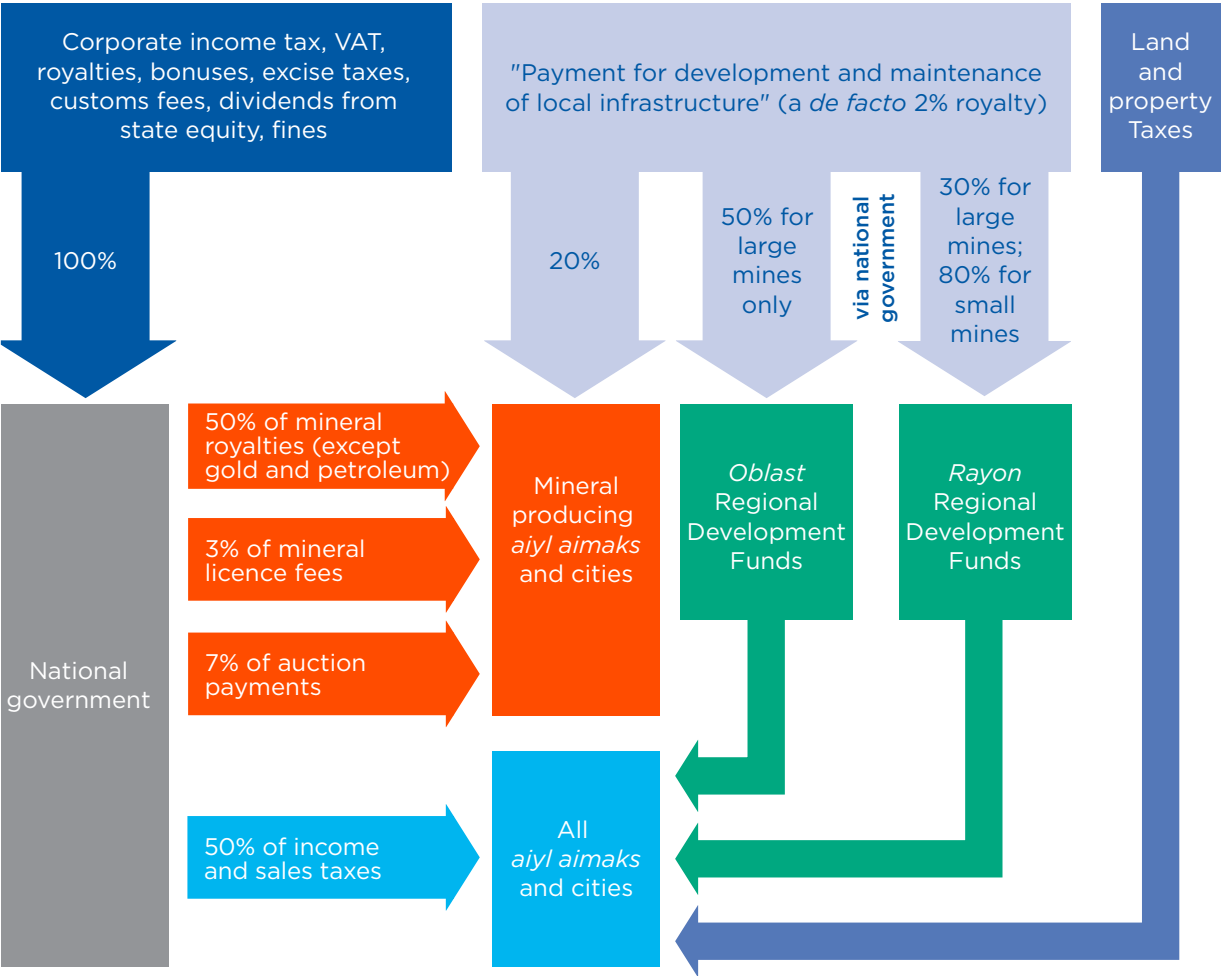 Corporate income tax, VAT,
royalties, bonuses, excise taxes,
customs fees, dividends from
state equity, fines
"Payment for development and maintenance
of local infrastructure" (a de facto 2% royalty)
Land
and
property
Taxes
100%
20%
50% for
large
mines
only
via national
government
30% for
large
mines;
80% for
small
mines
National
government
50% of mineral
royalties (except
gold and petroleum)
3% of mineral
licence fees
7% of auction
payments
50% of income
and sales taxes
Mineral
producing
aiyl aimaks
and cities
Oblast
Regional
Development
Funds
Rayon
Regional
Development
Funds
All
aiyl aimaks
and cities